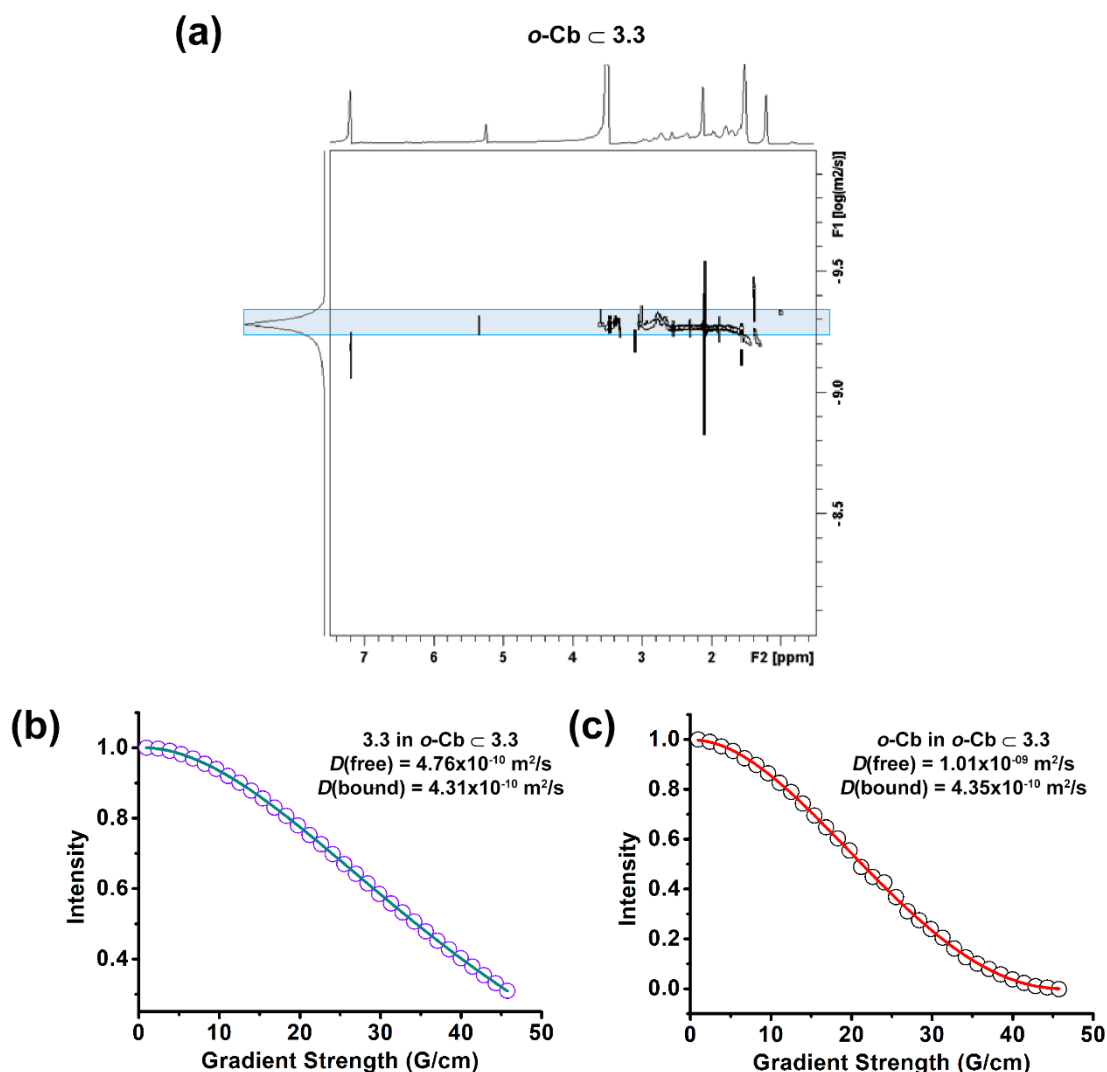 (a)
o-Cb ⊂ 3.3
F1 [log(m2/s)]
-9.5
-9.0
-8.5
7 6 5 4 3 2 F2 [ppm]
(b)
3.3 in o-Cb ⊂ 3.3
D(free) = 4.76x10⁻¹⁰ m²/s
D(bound) = 4.31x10⁻¹⁰ m²/s
Intensity
1.0
0.8
0.6
0.4
0 10 20 30 40 50
Gradient Strength (G/cm)
(c)
o-Cb in o-Cb ⊂ 3.3
D(free) = 1.01x10⁻⁰⁹ m²/s
D(bound) = 4.35x10⁻¹⁰ m²/s
Intensity
1.0
0.8
0.6
0.4
0.2
0.0
0 10 20 30 40 50
Gradient Strength (G/cm)